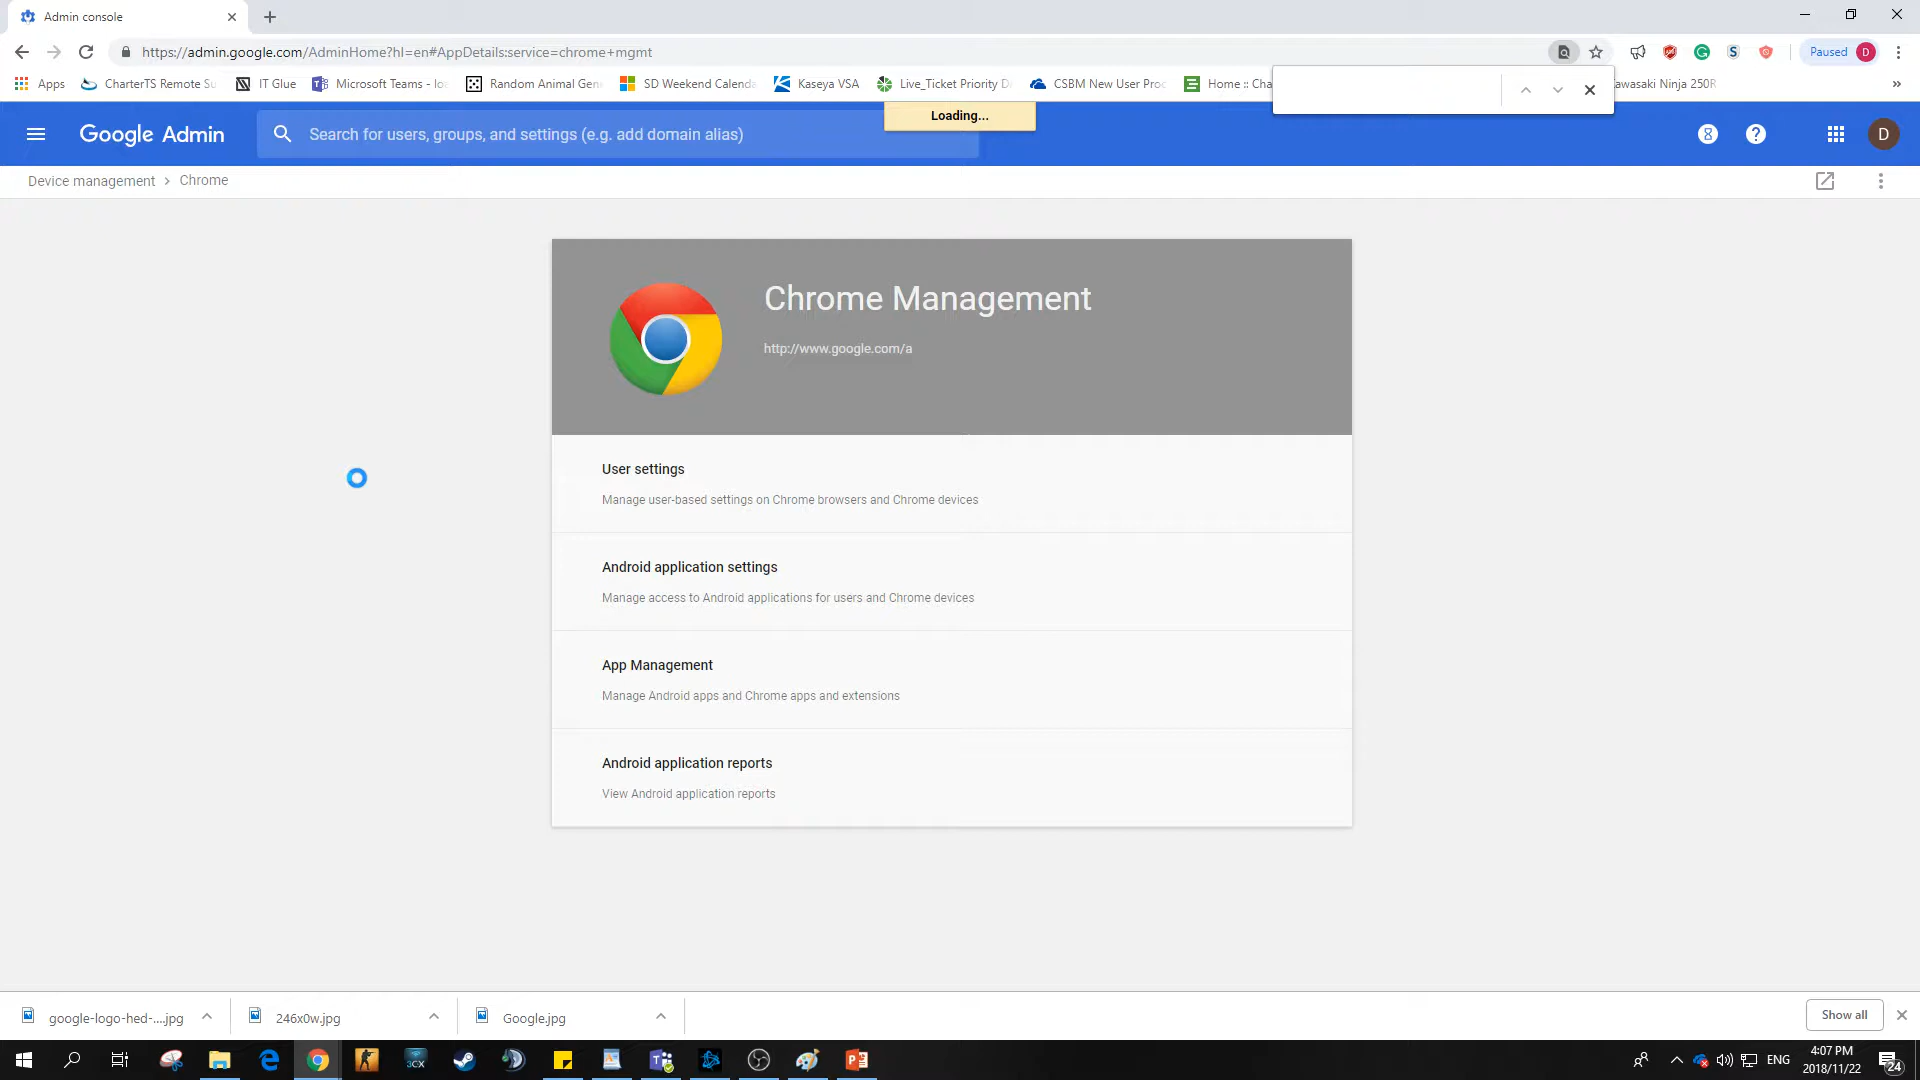 Admin console
https://admin.google.com/AdminHome?hl=en#AppDetails:service=chrome+mgmt
Paused D
Apps CharterTS Remote Su IT Glue Microsoft Teams - Io Random Animal Gen SD Weekend Calenda Kaseya VSA Live_Ticket Priority D CSBM New User Proc Home :: Cha awasaki Ninja 250R »
Loading...
Google Admin Search for users, groups, and settings (e.g. add domain alias) D
Device management > Chrome
Chrome Management
http://www.google.com/a
User settings
Manage user-based settings on Chrome browsers and Chrome devices
Android application settings
Manage access to Android applications for users and Chrome devices
App Management
Manage Android apps and Chrome apps and extensions
Android application reports
View Android application reports
google-logo-hed-....jpg 246x0w.jpg Google.jpg Show all
3CX ENG 4:07 PM
2018/11/22 24